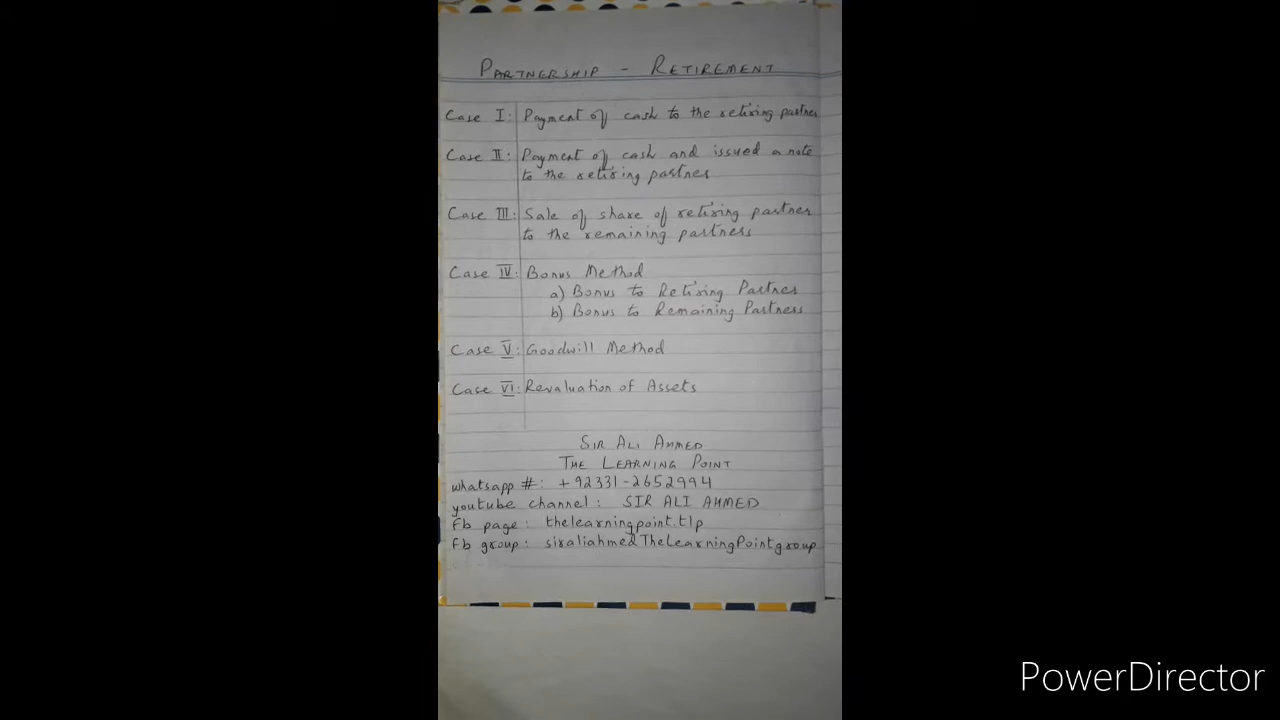 PARTNERSHIP - RETIREMENT
Case I: Payment of cash to the retiring partner
Case II: Payment of cash and issued a note
to the retiring partner
Case III: Sale of share of retiring partner
to the remaining partners
Case IV: Bonus Method
a) Bonus to Retiring Partner
b) Bonus to Remaining Partners
Case V: Goodwill Method
Case VI: Revaluation of Assets
SIR ALI AHMED
THE LEARNING POINT
whatsapp #: +92331-2652994
youtube channel: SIR ALI AHMED
fb page: thelearningpoint.tlp
fb group: siraliahmedTheLearningPointgroup
PowerDirector